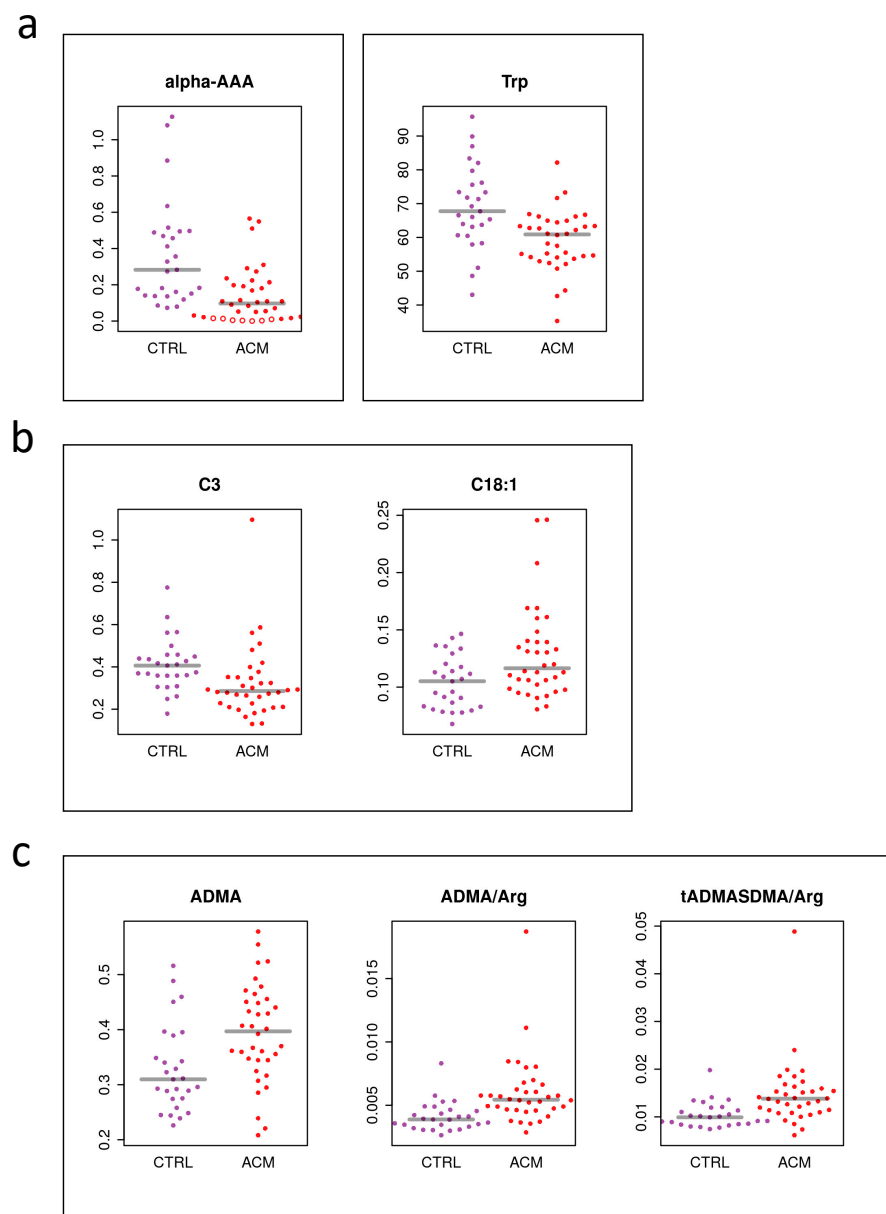 a
alpha-AAA
Trp
0.0 0.2 0.4 0.6 0.8 1.0
40 50 60 70 80 90
CTRL ACM
CTRL ACM
b
C3
C18:1
0.2 0.4 0.6 0.8 1.0
0.10 0.15 0.20 0.25
CTRL ACM
CTRL ACM
c
ADMA
ADMA/Arg
tADMASDMA/Arg
0.2 0.3 0.4 0.5
0.005 0.010 0.015
0.01 0.02 0.03 0.04 0.05
CTRL ACM
CTRL ACM
CTRL ACM